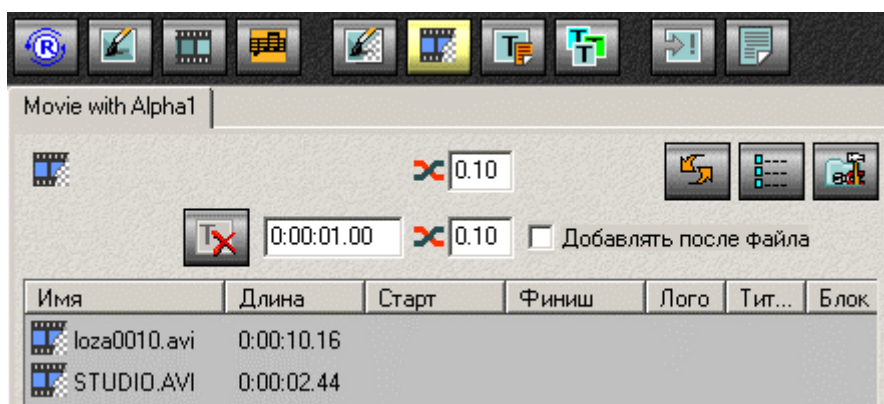 R
T T
Movie with Alpha1
0.10
T 0:00:01.00 0.10 Добавлять после файла
Имя Длина Старт Финиш Лого Тит... Блок
loza0010.avi 0:00:10.16
STUDIO.AVI 0:00:02.44